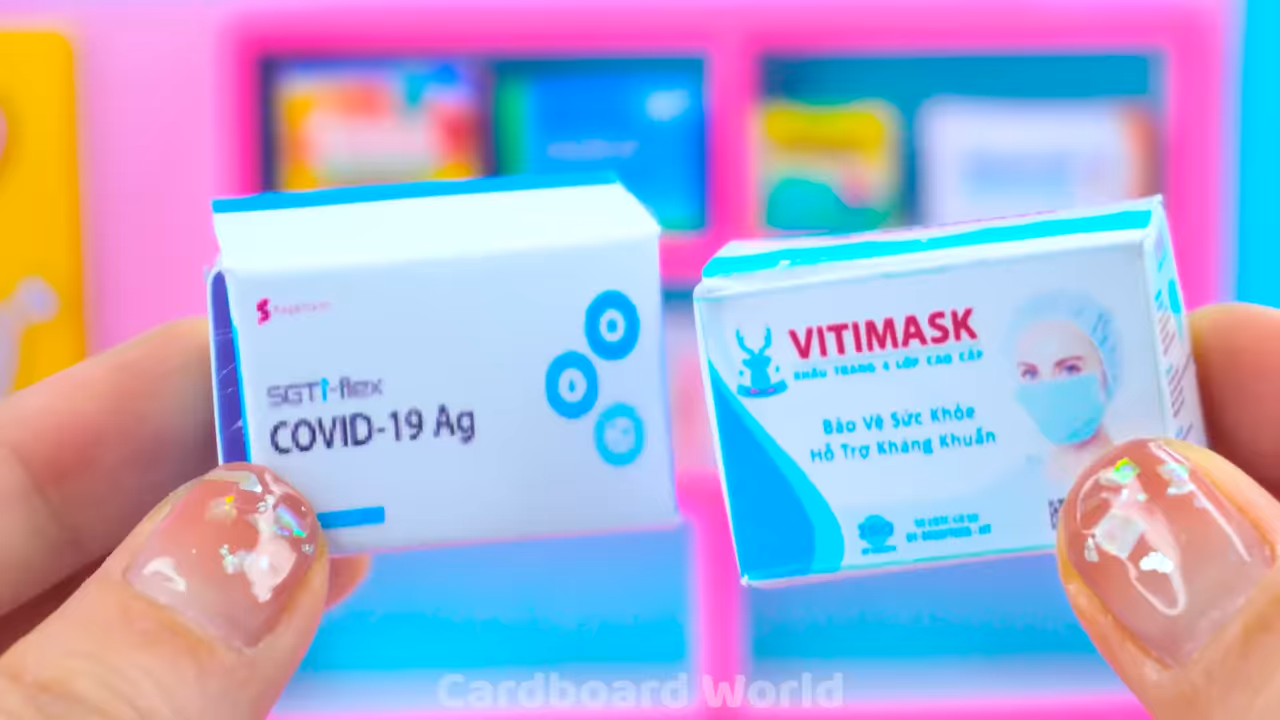 SGTi-flex
COVID-19 Ag
VITIMASK
KHẨU TRANG 4 LỚP CAO CẤP
Bảo Vệ Sức Khỏe
Hỗ Trợ Kháng Khuẩn
Cardboard World